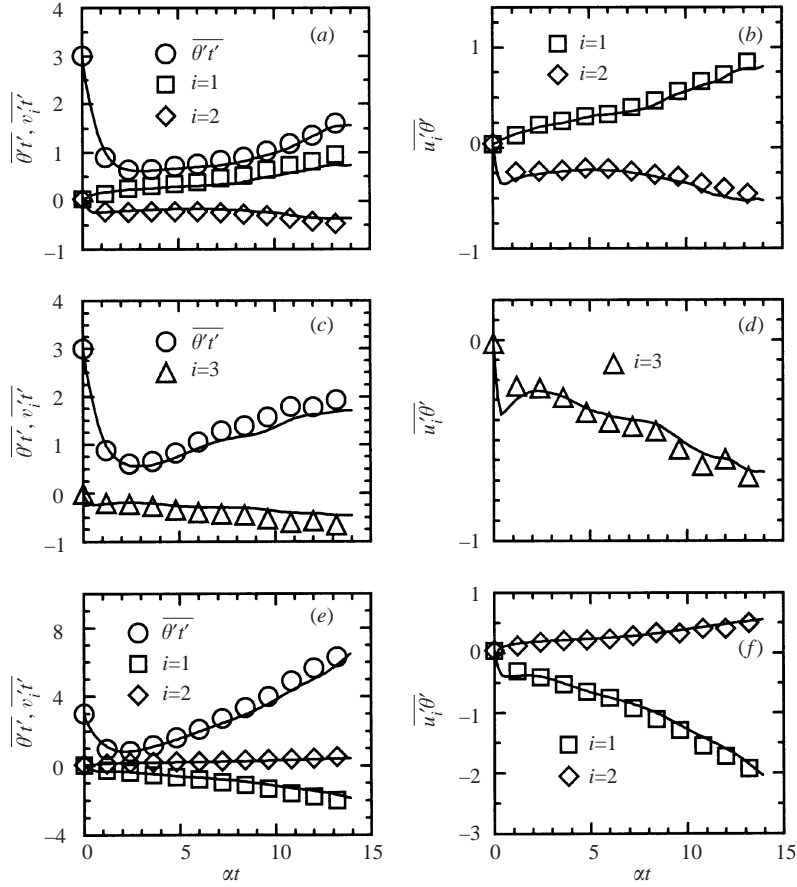 (a)
4
3
2
1
0
–1
θ′t′, v′ᵢt′
θ′t′
i=1
i=2
(b)
1
0
–1
u′ᵢθ′
i=1
i=2
(c)
4
3
2
1
0
–1
θ′t′, v′ᵢt′
θ′t′
i=3
(d)
0
–1
u′ᵢθ′
i=3
(e)
8
4
0
–4
θ′t′, v′ᵢt′
θ′t′
i=1
i=2
0
5
10
15
αt
(f)
1
0
–1
–2
–3
u′ᵢθ′
i=1
i=2
0
5
10
15
αt